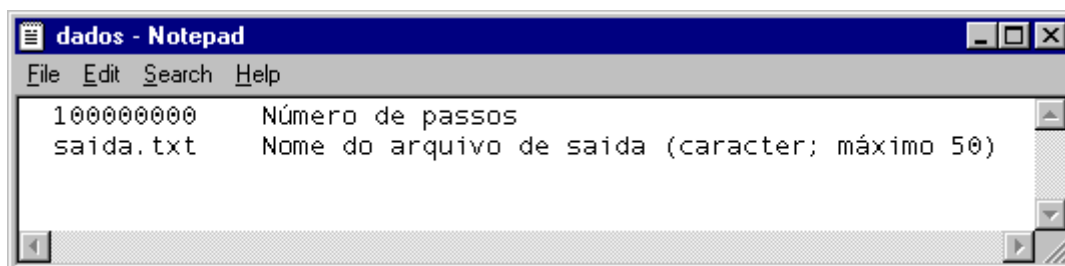 dados - Notepad
File Edit Search Help
100000000 Número de passos
saida.txt Nome do arquivo de saida (caracter; máximo 50)